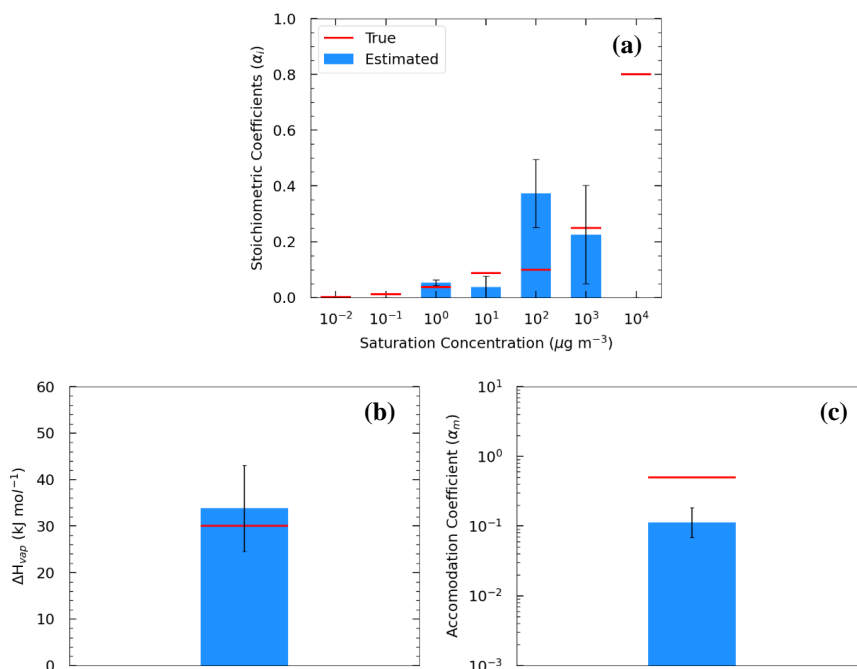 1.0
0.8
0.6
0.4
0.2
0.0
Stoichiometric Coefficients (αᵢ)
True
Estimated
(a)
10⁻² 10⁻¹ 10⁰ 10¹ 10² 10³ 10⁴
Saturation Concentration (μg m⁻³)
60
50
40
30
20
10
0
ΔHᵥₐₚ (kJ mol⁻¹)
(b)
10¹
10⁰
10⁻¹
10⁻²
10⁻³
Accomodation Coefficient (αₘ)
(c)